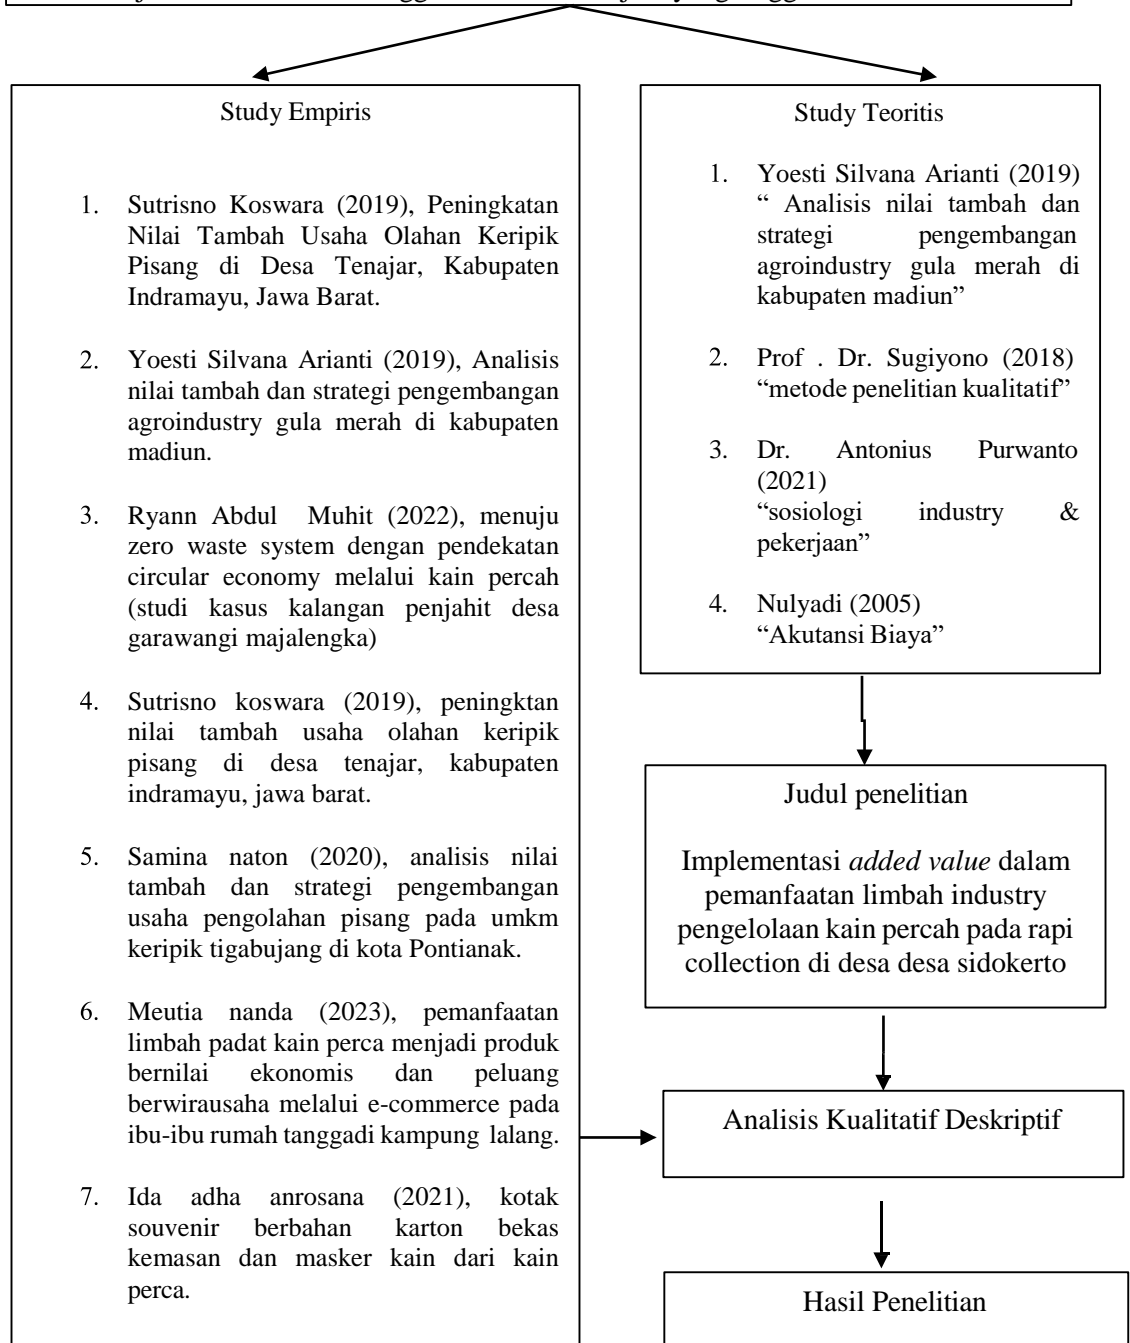 Study Empiris
1. Sutrisno Koswara (2019), Peningkatan
Nilai Tambah Usaha Olahan Keripik
Pisang di Desa Tenajar, Kabupaten
Indramayu, Jawa Barat.
2. Yoesti Silvana Arianti (2019), Analisis
nilai tambah dan strategi pengembangan
agroindustry gula merah di kabupaten
madiun.
3. Ryann Abdul Muhit (2022), menuju
zero waste system dengan pendekatan
circular economy melalui kain percah
(studi kasus kalangan penjahit desa
garawangi majalengka)
4. Sutrisno koswara (2019), peningktan
nilai tambah usaha olahan keripik
pisang di desa tenajar, kabupaten
indramayu, jawa barat.
5. Samina naton (2020), analisis nilai
tambah dan strategi pengembangan
usaha pengolahan pisang pada umkm
keripik tigabujang di kota Pontianak.
6. Meutia nanda (2023), pemanfaatan
limbah padat kain perca menjadi produk
bernilai ekonomis dan peluang
berwirausaha melalui e-commerce pada
ibu-ibu rumah tanggadi kampung lalang.
7. Ida adha anrosana (2021), kotak
souvenir berbahan karton bekas
kemasan dan masker kain dari kain
perca.
Study Teoritis
1. Yoesti Silvana Arianti (2019)
“ Analisis nilai tambah dan
strategi pengembangan
agroindustry gula merah di
kabupaten madiun”
2. Prof . Dr. Sugiyono (2018)
“metode penelitian kualitatif”
3. Dr. Antonius Purwanto
(2021)
“sosiologi industry &
pekerjaan”
4. Nulyadi (2005)
“Akutansi Biaya”
Judul penelitian
Implementasi added value dalam
pemanfaatan limbah industry
pengelolaan kain percah pada rapi
collection di desa desa sidokerto
Analisis Kualitatif Deskriptif
Hasil Penelitian